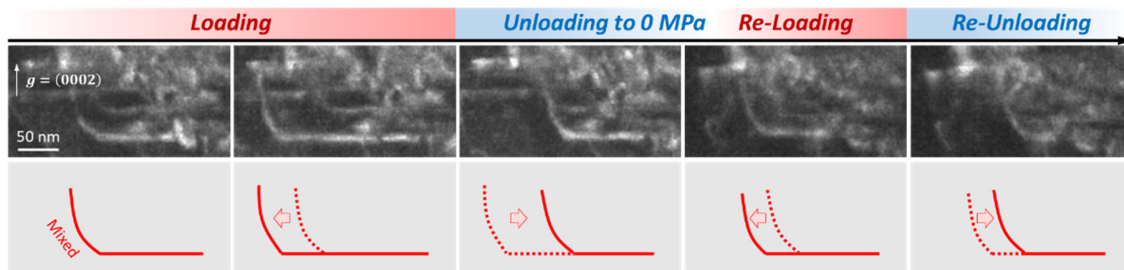 Loading
Unloading to 0 MPa
Re-Loading
Re-Unloading
g = (0002)
50 nm
Mixed